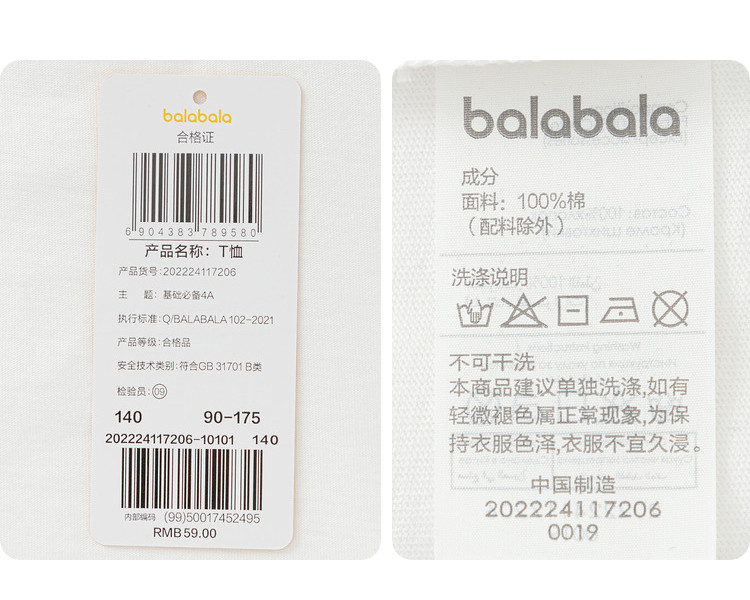 balabala
合格证
6 904383 789580
产品名称：T恤
产品货号：202224117206
主 题：基础必备4A
执行标准：Q/BALABALA 102-2021
产品等级：合格品
安全技术类别：符合GB 31701 B类
检验员：09
140 90-175
202224117206-10101 140
内部编码 (99)50017452495
RMB 59.00
balabala
成分
面料：100%棉
（配料除外）
洗涤说明
不可干洗
本商品建议单独洗涤,如有
轻微褪色属正常现象,为保
持衣服色泽,衣服不宜久浸。
中国制造
202224117206
0019